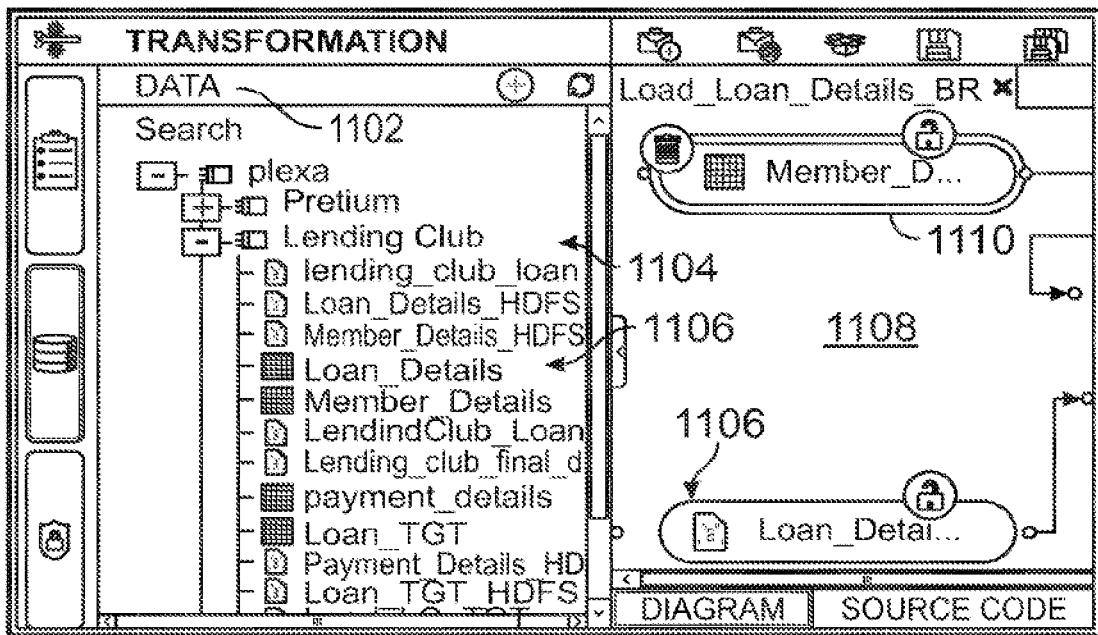 TRANSFORMATION
DATA
1102
Search
plexa
Pretium
Lending Club
1104
lending_club_loan
Loan_Details_HDFS
Member_Details_HDFS
1106
Loan_Details
Member_Details
LendindClub_Loan
Lending_club_final_d
payment_details
Loan_TGT
Payment_Details_HD
Loan_TGT_HDFS
Load_Loan_Details_BR
Member_D...
1110
1108
1106
Loan_Detai...
DIAGRAM
SOURCE CODE